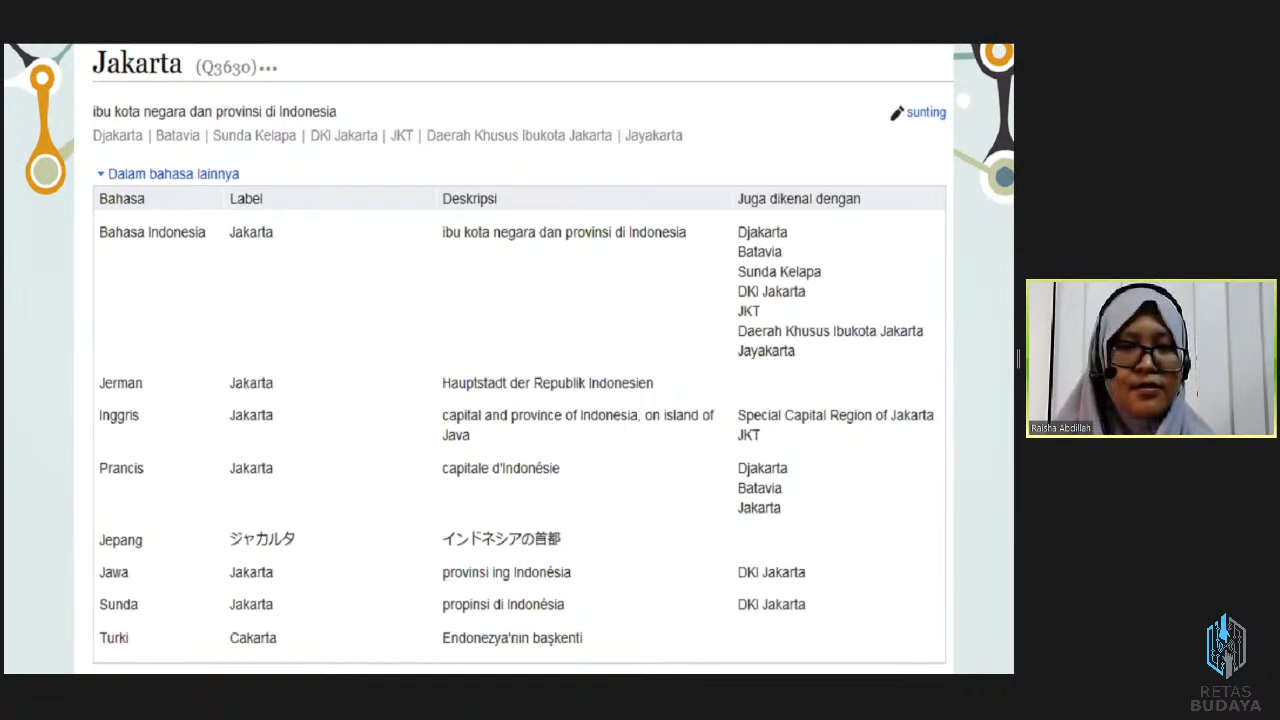 Jakarta (Q3630)•••
ibu kota negara dan provinsi di Indonesia
sunting
Djakarta | Batavia | Sunda Kelapa | DKI Jakarta | JKT | Daerah Khusus Ibukota Jakarta | Jayakarta
Dalam bahasa lainnya
Bahasa Label Deskripsi Juga dikenal dengan
Bahasa Indonesia Jakarta ibu kota negara dan provinsi di Indonesia Djakarta
Batavia
Sunda Kelapa
DKI Jakarta
JKT
Daerah Khusus Ibukota Jakarta
Jayakarta
Jerman Jakarta Hauptstadt der Republik Indonesien
Inggris Jakarta capital and province of Indonesia, on island of Special Capital Region of Jakarta
Java JKT
Prancis Jakarta capitale d'Indonésie Djakarta
Batavia
Jakarta
Jepang ジャカルタ インドネシアの首都
Jawa Jakarta provinsi ing Indonésia DKI Jakarta
Sunda Jakarta propinsi di Indonésia DKI Jakarta
Turki Cakarta Endonezya'nın başkenti
Raisha Abdillah
RETAS
BUDAYA